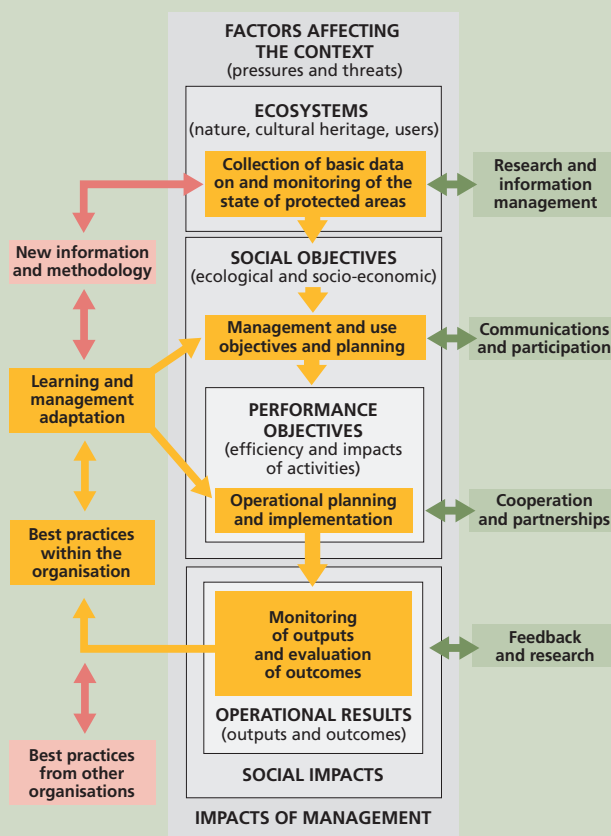 FACTORS AFFECTING
THE CONTEXT
(pressures and threats)
ECOSYSTEMS
(nature, cultural heritage, users)
Collection of basic data
on and monitoring of the
state of protected areas
Research and
information
management
New information
and methodology
SOCIAL OBJECTIVES
(ecological and socio-economic)
Management and use
objectives and planning
Communications
and participation
Learning and
management
adaptation
PERFORMANCE
OBJECTIVES
(efficiency and impacts
of activities)
Operational planning
and implementation
Cooperation
and partnerships
Best practices
within the
organisation
Monitoring
of outputs
and evaluation
of outcomes
Feedback
and research
OPERATIONAL RESULTS
(outputs and outcomes)
Best practices
from other
organisations
SOCIAL IMPACTS
IMPACTS OF MANAGEMENT